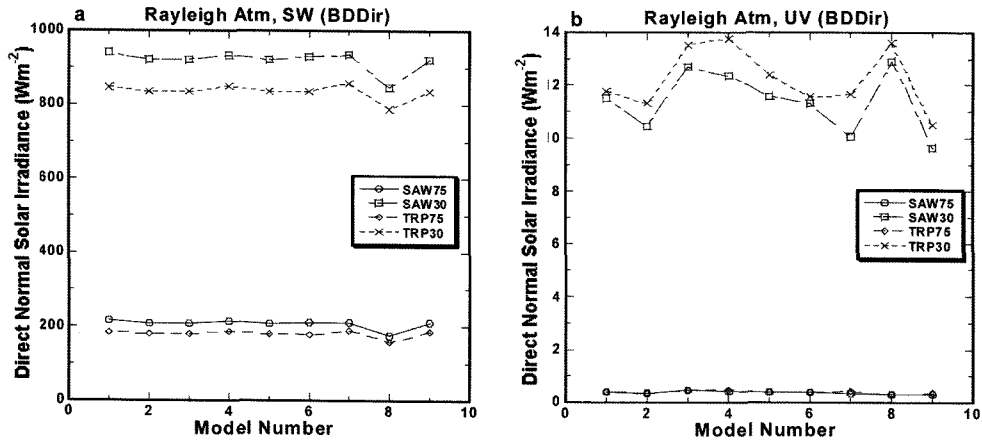 a
Rayleigh Atm, SW (BDDir)
Direct Normal Solar Irradiance (Wm-2)
1000
800
600
400
200
0
SAW75
SAW30
TRP75
TRP30
0 2 4 6 8 10
Model Number
b
Rayleigh Atm, UV (BDDir)
Direct Normal Solar Irradiance (Wm-2)
14
12
10
8
6
4
2
0
SAW75
SAW30
TRP75
TRP30
0 2 4 6 8 10
Model Number